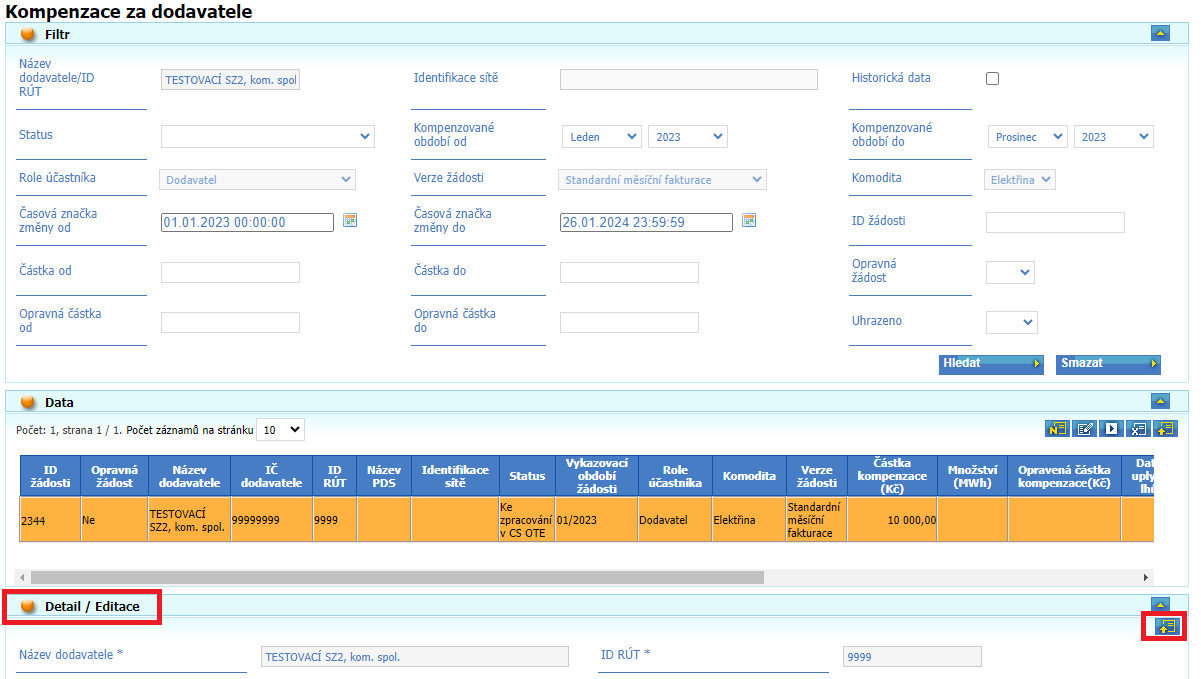 Kompenzace za dodavatele
Filtr
Název
dodavatele/ID
RÚT
TESTOVACÍ SZ2, kom. spol
Identifikace sítě
Historická data
Status
Kompenzované
období od
Leden
2023
Kompenzované
období do
Prosinec
2023
Role účastníka
Dodavatel
Verze žádosti
Standardní měsíční fakturace
Komodita
Elektřina
Časová značka
změny od
01.01.2023 00:00:00
Časová značka
změny do
26.01.2024 23:59:59
ID žádosti
Částka od
Částka do
Opravná
žádost
Opravná částka
od
Opravná částka
do
Uhrazeno
Hledat
Smazat
Data
Počet: 1, strana 1 / 1. Počet záznamů na stránku 10
ID
žádosti
Opravná
žádost
Název
dodavatele
IČ
dodavatele
ID
RÚT
Název
PDS
Identifikace
sítě
Status
Vykazovací
období
žádosti
Role
účastníka
Komodita
Verze
žádosti
Částka
kompenzace
(Kč)
Množství
(MWh)
Opravená částka
kompenzace(Kč)
2344
Ne
TESTOVACÍ
SZ2, kom. spol.
99999999
9999
Ke
zpracování
v CS OTE
01/2023
Dodavatel
Elektřina
Standardní
měsíční
fakturace
10 000,00
Detail / Editace
Název dodavatele *
TESTOVACÍ SZ2, kom. spol.
ID RÚT *
9999